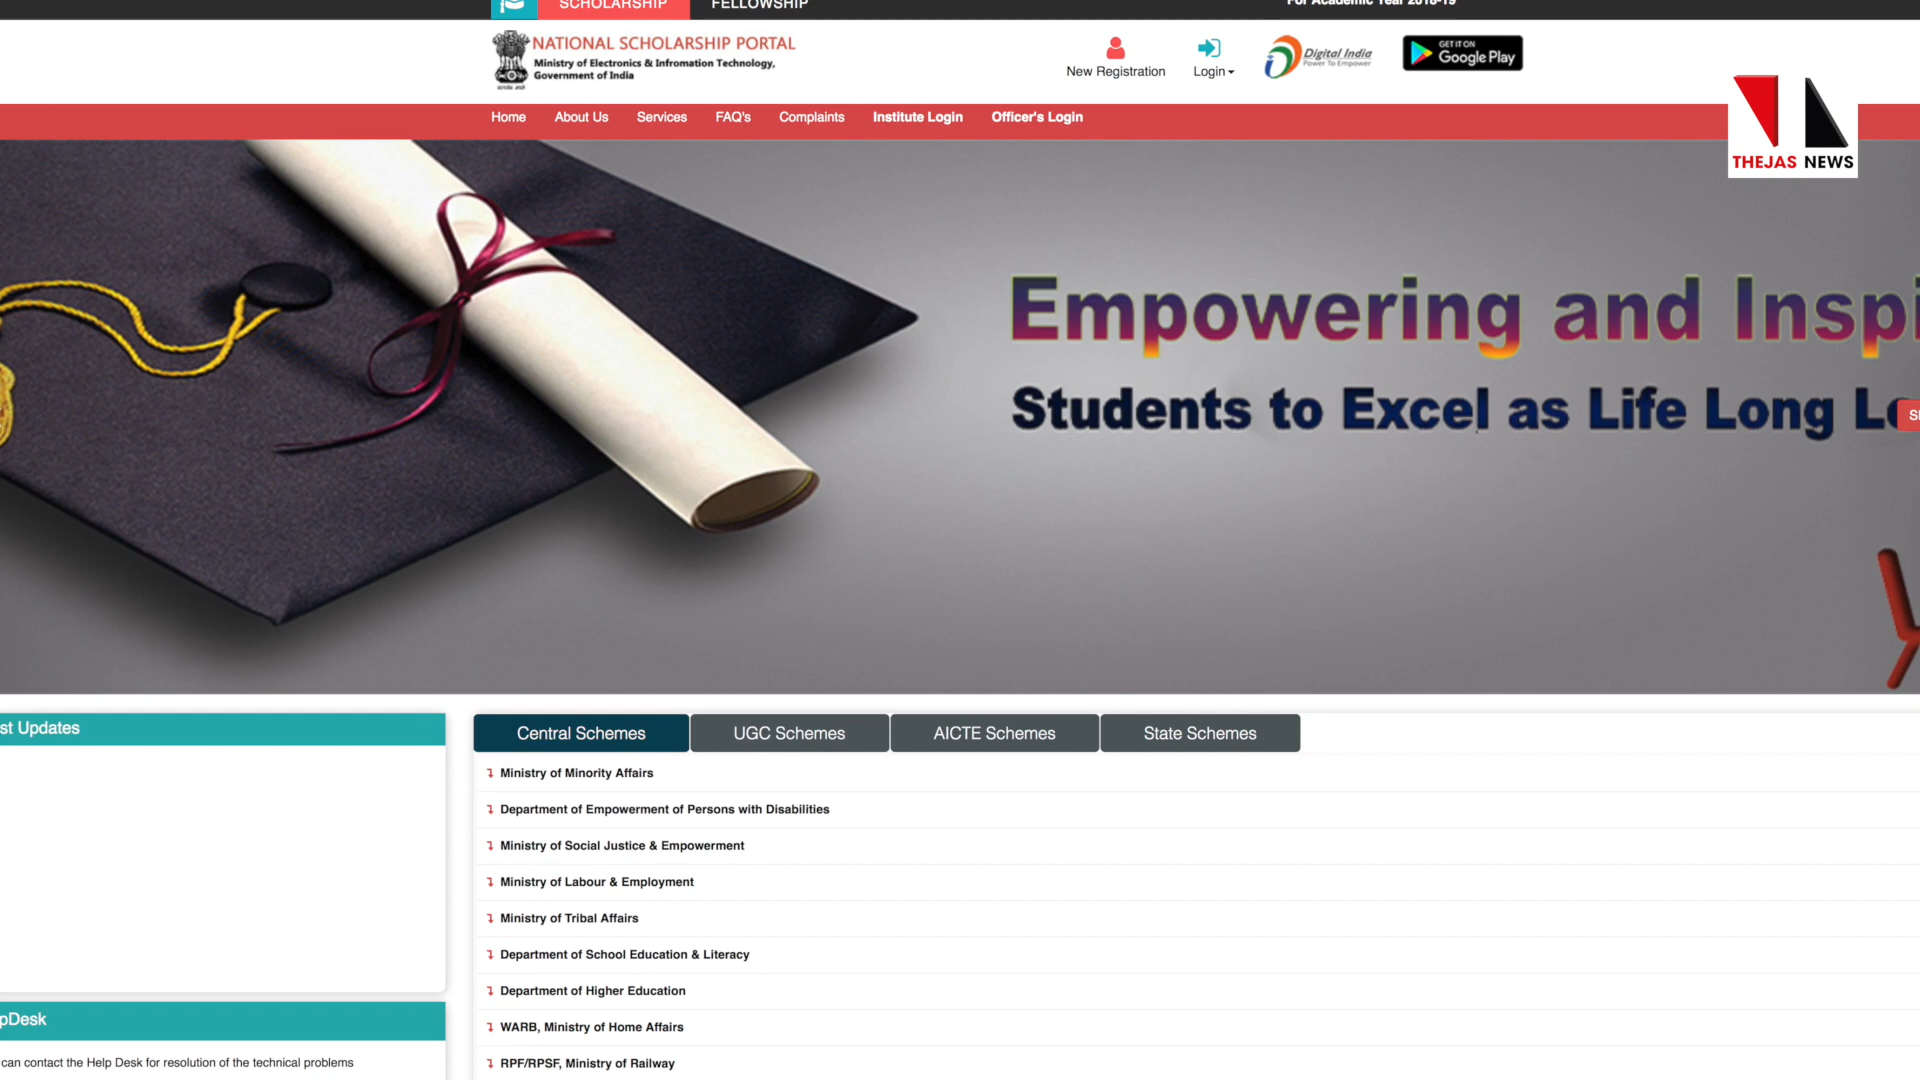 SCHOLARSHIP
FELLOWSHIP
For Academic Year 2018-19
NATIONAL SCHOLARSHIP PORTAL
Ministry of Electronics & Infromation Technology,
Government of India
New Registration
Login
Digital India
Power To Empower
GET IT ON
Google Play
Home About Us Services FAQ's Complaints Institute Login Officer's Login
THEJAS NEWS
Empowering and Inspi
Students to Excel as Life Long Le
st Updates
Central Schemes UGC Schemes AICTE Schemes State Schemes
Ministry of Minority Affairs
Department of Empowerment of Persons with Disabilities
Ministry of Social Justice & Empowerment
Ministry of Labour & Employment
Ministry of Tribal Affairs
Department of School Education & Literacy
Department of Higher Education
WARB, Ministry of Home Affairs
RPF/RPSF, Ministry of Railway
pDesk
can contact the Help Desk for resolution of the technical problems